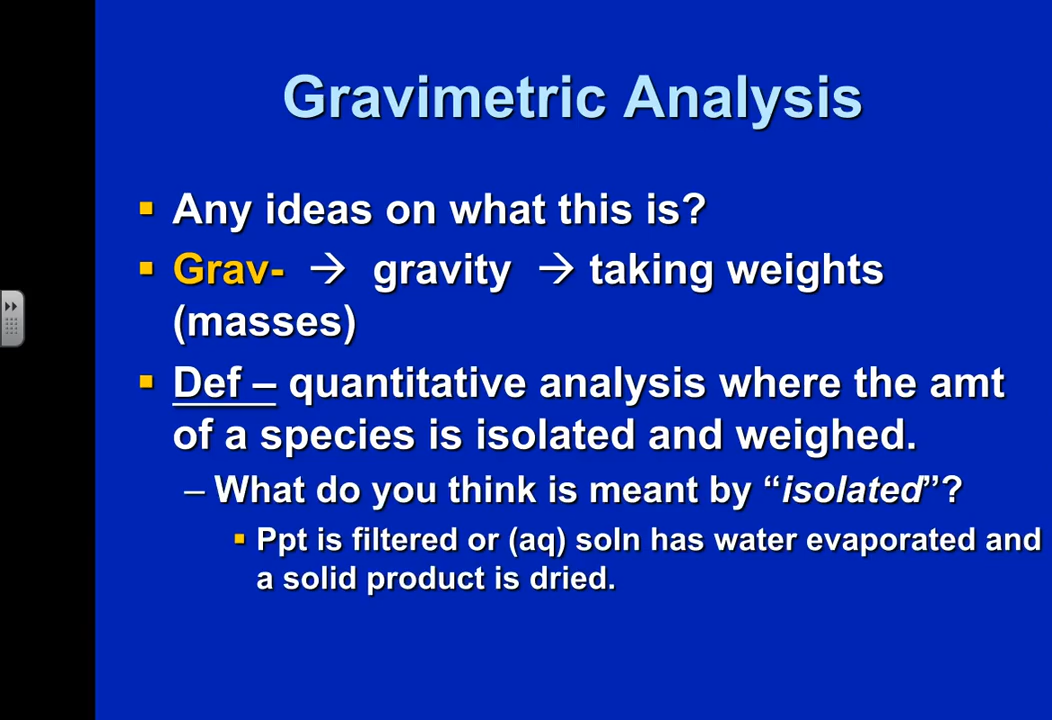 Gravimetric Analysis
▪ Any ideas on what this is?
▪ Grav- → gravity → taking weights
(masses)
▪ Def – quantitative analysis where the amt
of a species is isolated and weighed.
– What do you think is meant by “isolated”?
▪ Ppt is filtered or (aq) soln has water evaporated and
a solid product is dried.